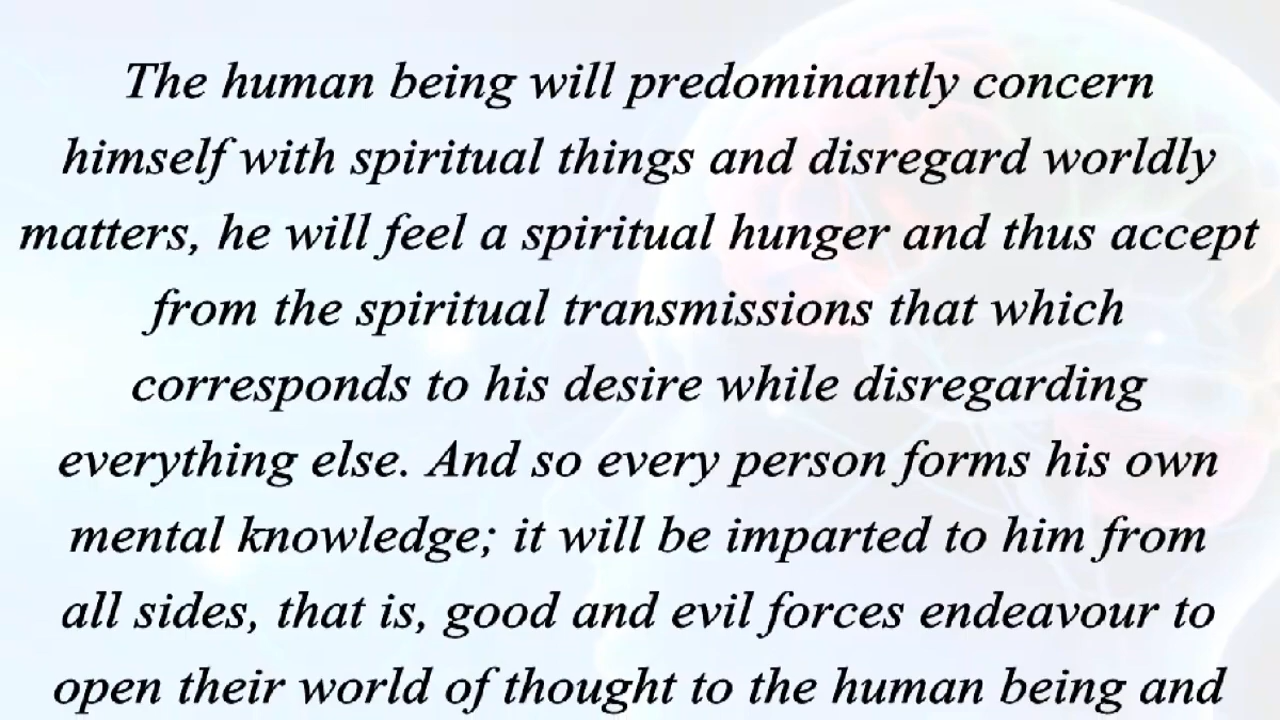 The human being will predominantly concern
himself with spiritual things and disregard worldly
matters, he will feel a spiritual hunger and thus accept
from the spiritual transmissions that which
corresponds to his desire while disregarding
everything else. And so every person forms his own
mental knowledge; it will be imparted to him from
all sides, that is, good and evil forces endeavour to
open their world of thought to the human being and